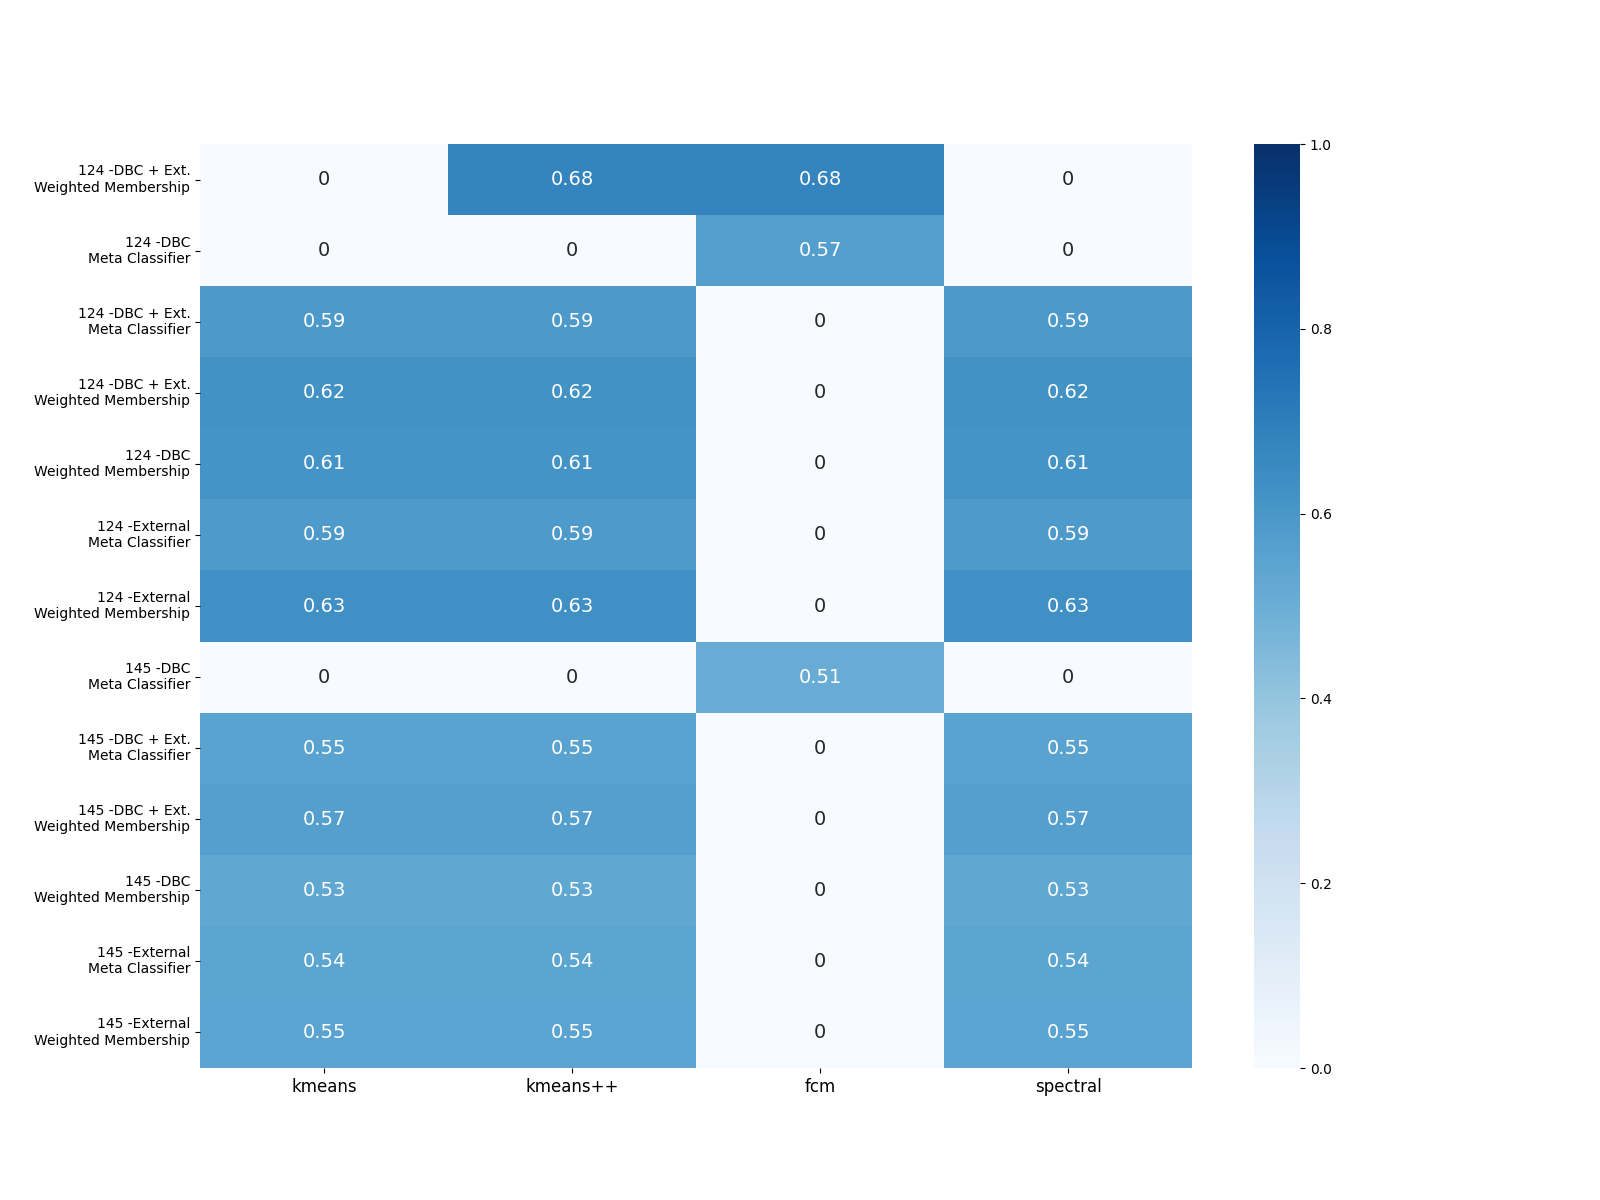 124 -DBC + Ext.
Weighted Membership
0
0.68
0.68
0
124 -DBC
Meta Classifier
0
0
0.57
0
124 -DBC + Ext.
Meta Classifier
0.59
0.59
0
0.59
124 -DBC + Ext.
Weighted Membership
0.62
0.62
0
0.62
124 -DBC
Weighted Membership
0.61
0.61
0
0.61
124 -External
Meta Classifier
0.59
0.59
0
0.59
124 -External
Weighted Membership
0.63
0.63
0
0.63
145 -DBC
Meta Classifier
0
0
0.51
0
145 -DBC + Ext.
Meta Classifier
0.55
0.55
0
0.55
145 -DBC + Ext.
Weighted Membership
0.57
0.57
0
0.57
145 -DBC
Weighted Membership
0.53
0.53
0
0.53
145 -External
Meta Classifier
0.54
0.54
0
0.54
145 -External
Weighted Membership
0.55
0.55
0
0.55
kmeans
kmeans++
fcm
spectral
1.0
0.8
0.6
0.4
0.2
0.0